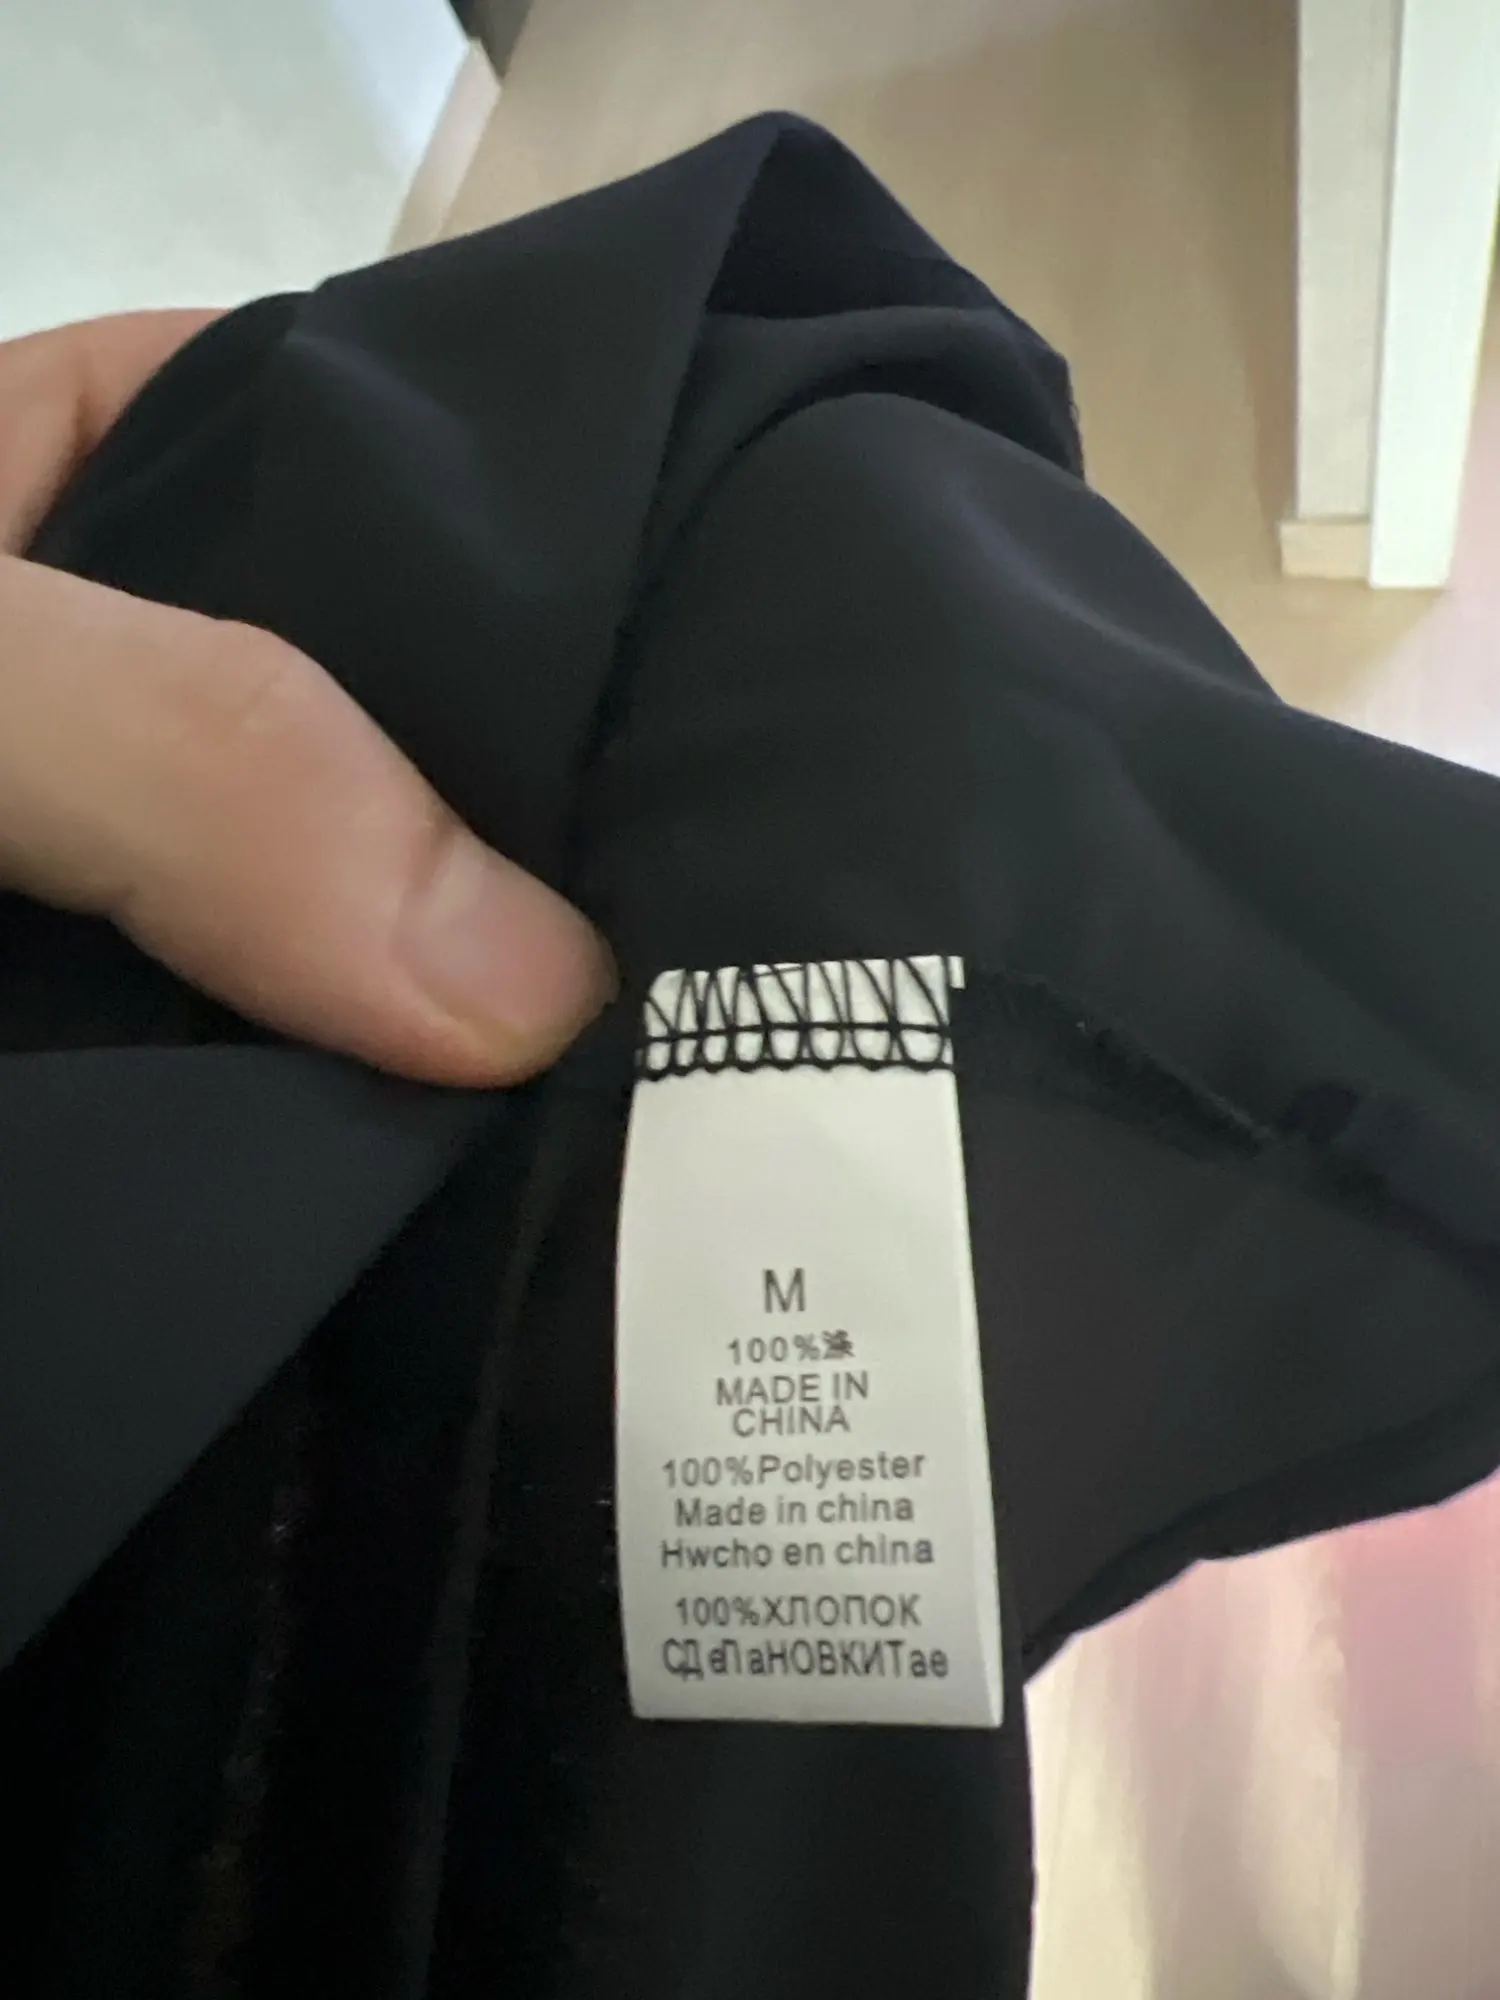 M
100%涤
MADE IN
CHINA
100%Polyester
Made in china
Hwcho en china
100%ХЛОПОК
СДеПаНОВКИТае